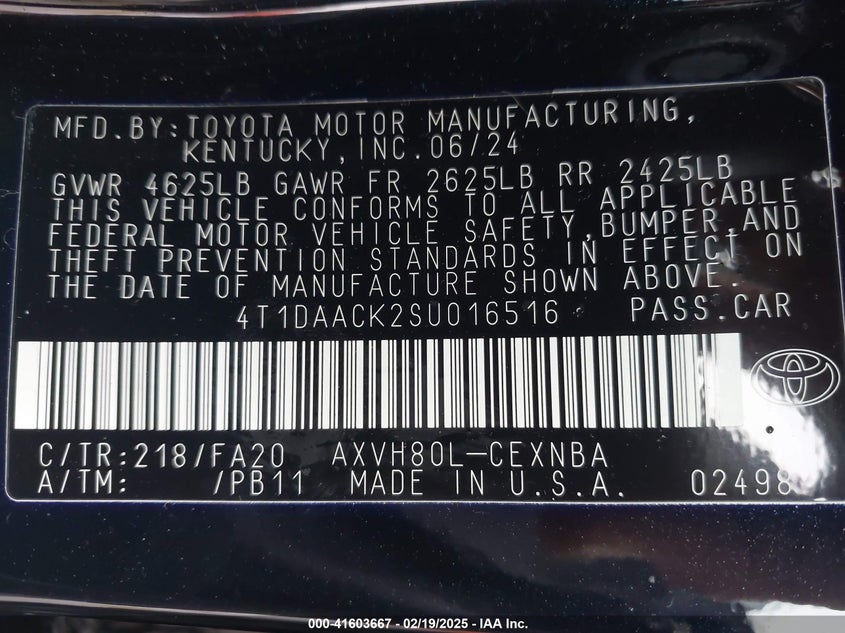 MFD.BY:TOYOTA MOTOR MANUFACTURING,
KENTUCKY,INC.06/24
GVWR 4625LB GAWR FR 2625LB RR 2425LB
THIS VEHICLE CONFORMS TO ALL APPLICABLE
FEDERAL MOTOR VEHICLE SAFETY,BUMPER,AND
THEFT PREVENTION STANDARDS IN EFFECT ON
THE DATE OF MANUFACTURE SHOWN ABOVE.
4T1DAACK2SU016516 PASS.CAR
C/TR:218/FA20 AXVH80L-CEXNBA
A/TM: /PB11 MADE IN U.S.A. 02498
000-41603667 - 02/19/2025 - IAA Inc.